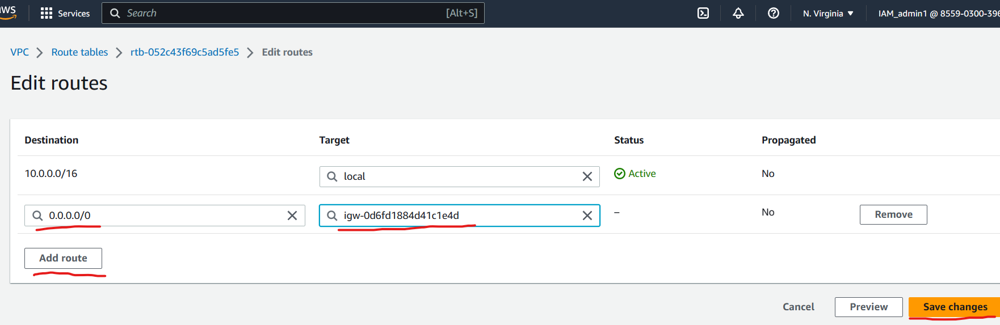 aws Services Search [Alt+S] N. Virginia IAM_admin1 @ 8559-0300-396
VPC Route tables rtb-052c43f69c5ad5fe5 Edit routes
Edit routes
Destination Target Status Propagated
10.0.0.0/16 local Active No
0.0.0.0/0 igw-0d6fd1884d41c1e4d – No Remove
Add route
Cancel Preview Save changes